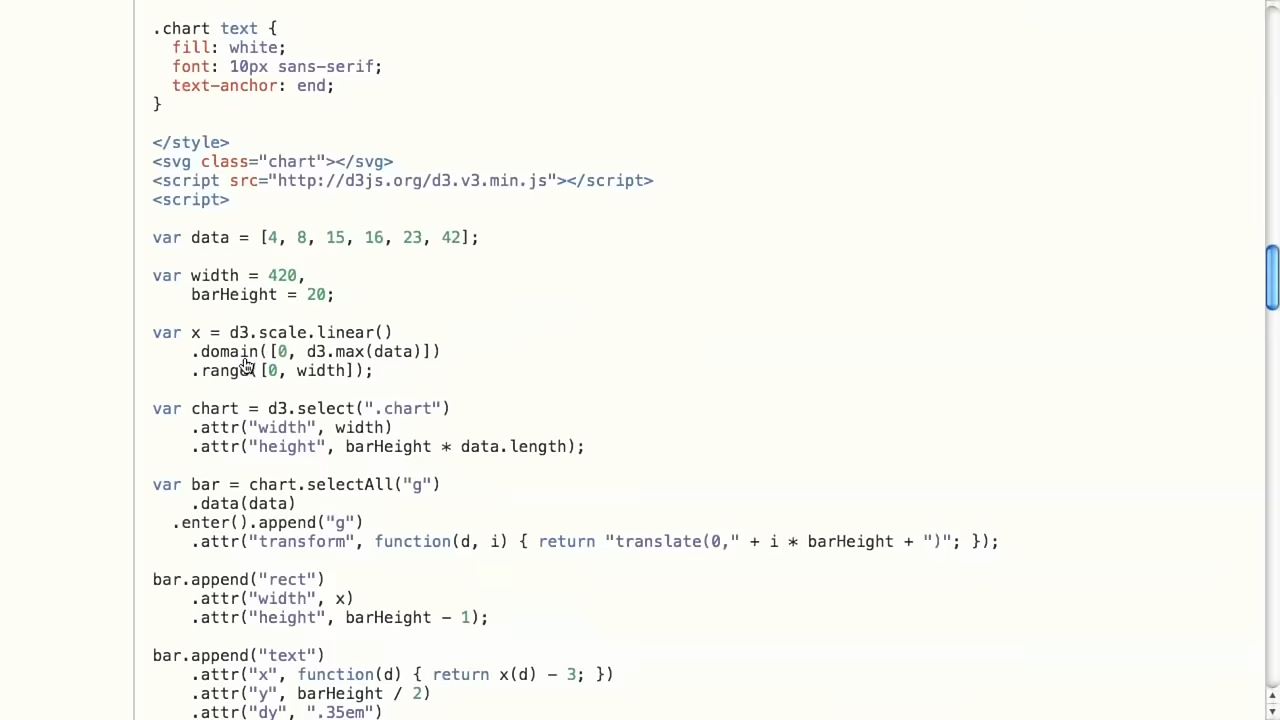 .chart text {
  fill: white;
  font: 10px sans-serif;
  text-anchor: end;
}

</style>
<svg class="chart"></svg>
<script src="http://d3js.org/d3.v3.min.js"></script>
<script>

var data = [4, 8, 15, 16, 23, 42];

var width = 420,
    barHeight = 20;

var x = d3.scale.linear()
    .domain([0, d3.max(data)])
    .range([0, width]);

var chart = d3.select(".chart")
    .attr("width", width)
    .attr("height", barHeight * data.length);

var bar = chart.selectAll("g")
    .data(data)
  .enter().append("g")
    .attr("transform", function(d, i) { return "translate(0," + i * barHeight + ")"; });

bar.append("rect")
    .attr("width", x)
    .attr("height", barHeight - 1);

bar.append("text")
    .attr("x", function(d) { return x(d) - 3; })
    .attr("y", barHeight / 2)
    .attr("dy", ".35em")